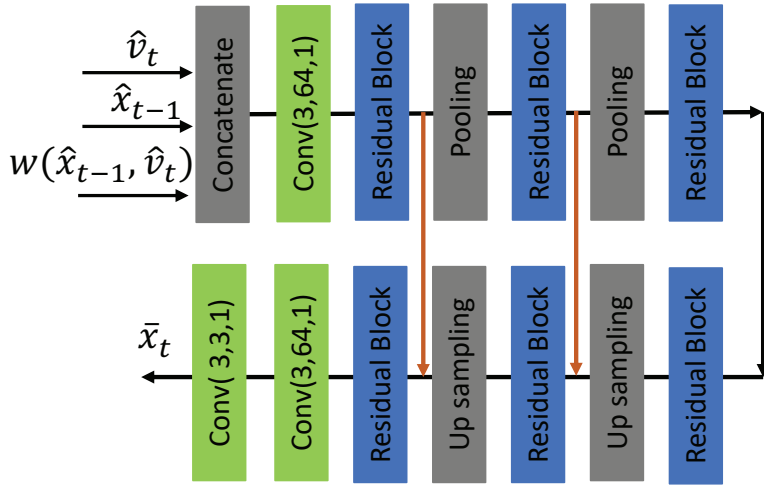 v̂_t
x̂_{t−1}
w(x̂_{t−1}, v̂_t)
Concatenate
Conv(3,64,1)
Residual Block
Pooling
Residual Block
Pooling
Residual Block
x̄_t
Conv( 3,3,1)
Conv(3,64,1)
Residual Block
Up sampling
Residual Block
Up sampling
Residual Block